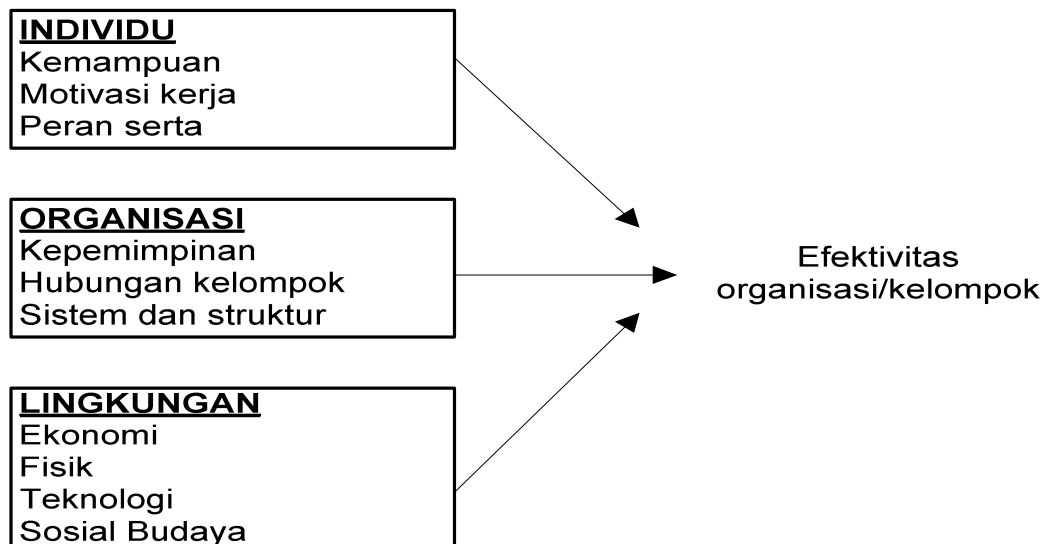 INDIVIDU
Kemampuan
Motivasi kerja
Peran serta
ORGANISASI
Kepemimpinan
Hubungan kelompok
Sistem dan struktur
LINGKUNGAN
Ekonomi
Fisik
Teknologi
Sosial Budaya
Efektivitas
organisasi/kelompok